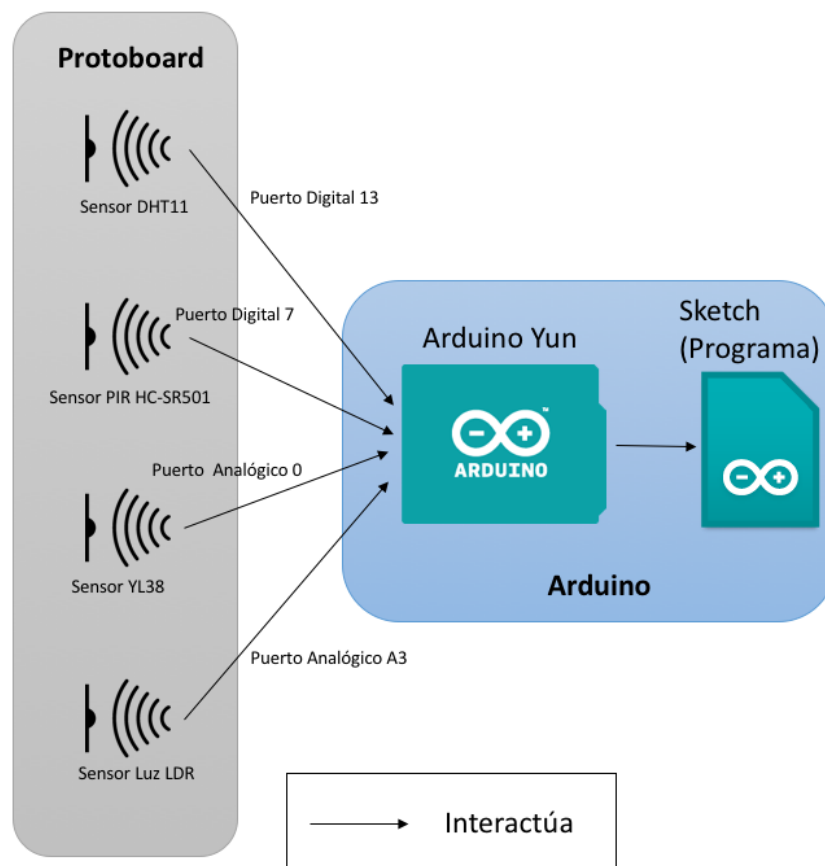 Protoboard
Sensor DHT11
Puerto Digital 13
Puerto Digital 7
Sensor PIR HC-SR501
Puerto Analógico 0
Sensor YL38
Puerto Analógico A3
Sensor Luz LDR
Arduino Yun
ARDUINO
TM
Sketch
(Programa)
Arduino
Interactúa